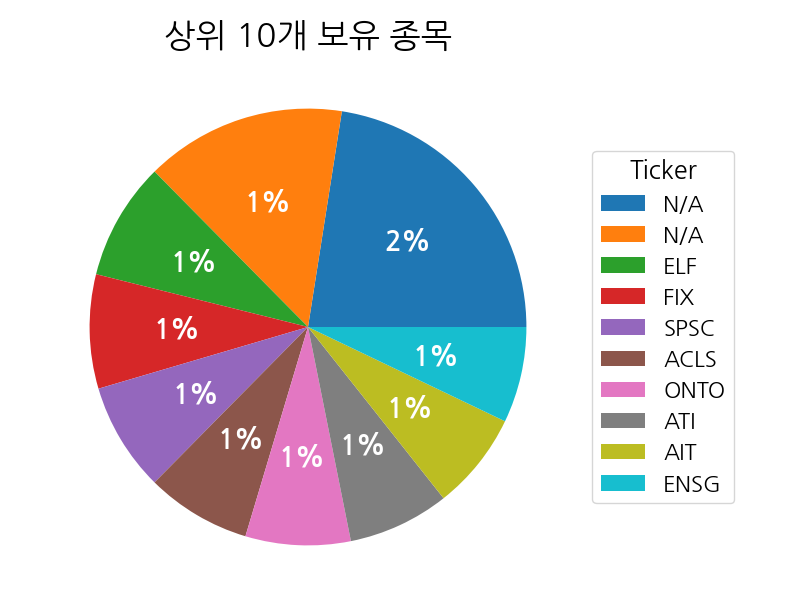 상위 10개 보유 종목
2%
1%
1%
1%
1%
1%
1%
1%
1%
1%
Ticker
N/A
N/A
ELF
FIX
SPSC
ACLS
ONTO
ATI
AIT
ENSG